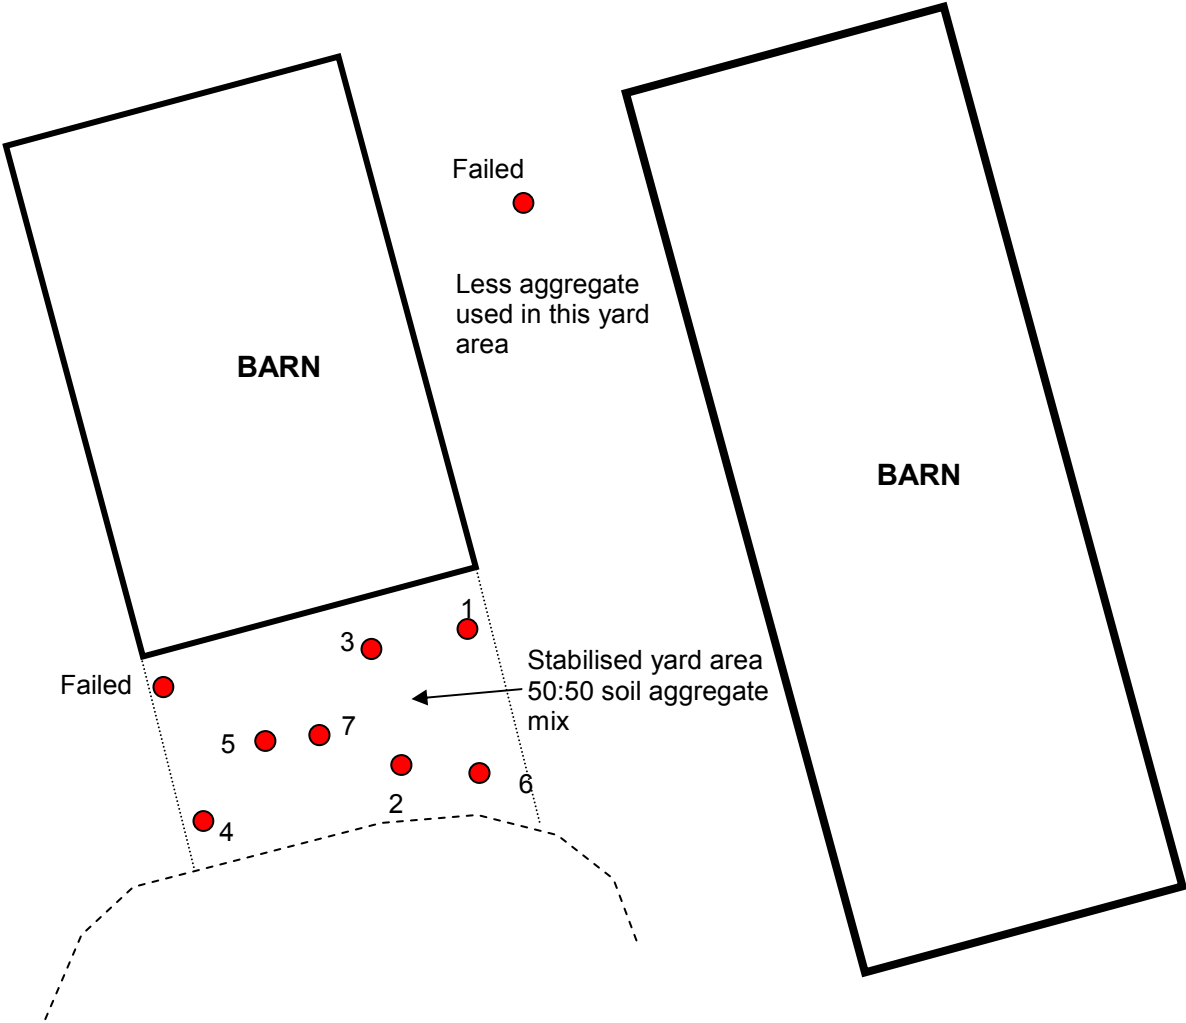 Failed
Less aggregate
used in this yard
area
BARN
BARN
1
3
Stabilised yard area
50:50 soil aggregate
mix
Failed
7
5
6
2
4